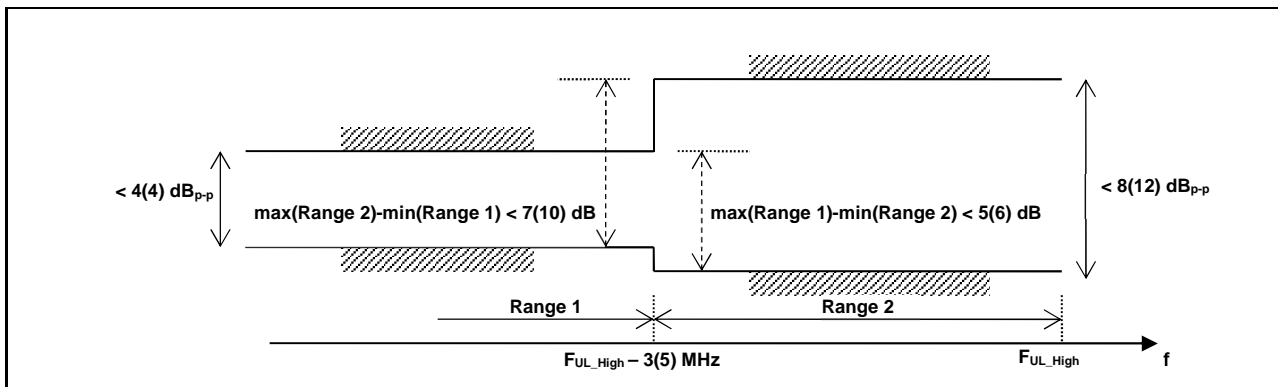 < 4(4) dBp-p
max(Range 2)-min(Range 1) < 7(10) dB
max(Range 1)-min(Range 2) < 5(6) dB
< 8(12) dBp-p
Range 1
Range 2
FUL_High – 3(5) MHz
FUL_High
f